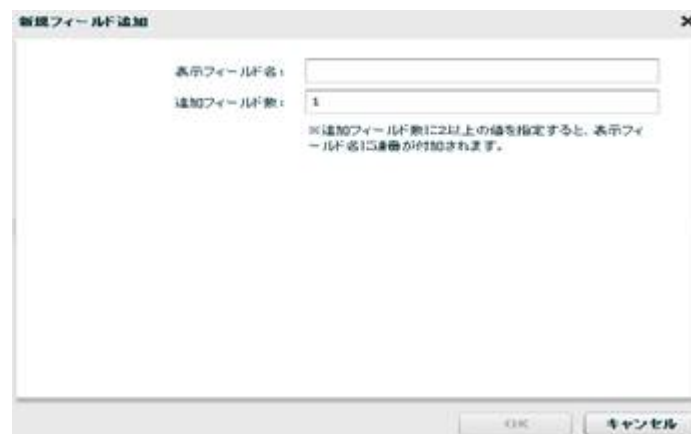 新規フィールド追加
表示フィールド名:
追加フィールド数: 1
※追加フィールド数に2以上の値を指定すると、表示フィ
ールド名に連番が付加されます。
OK キャンセル